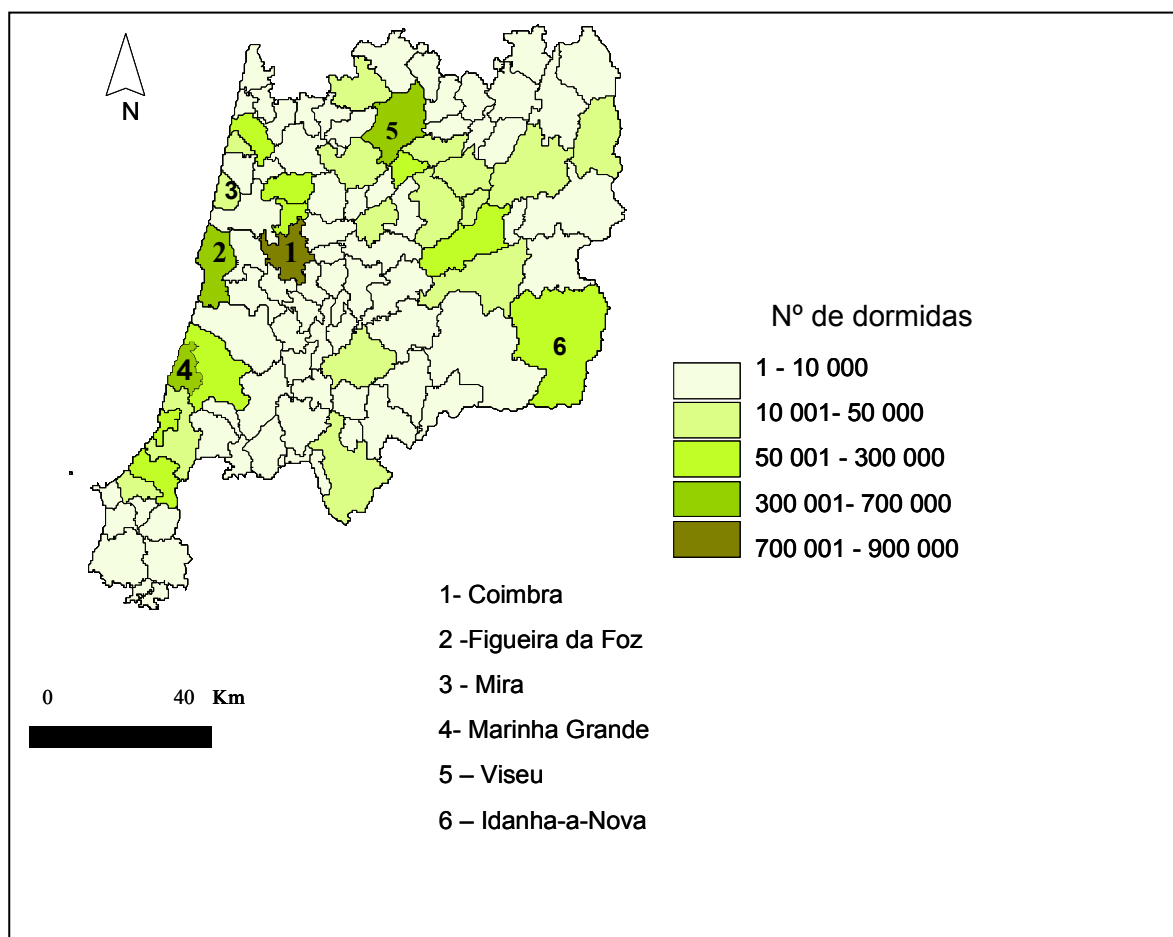 N
5
3
2
1
6
4
Nº de dormidas
1 - 10 000
10 001- 50 000
50 001 - 300 000
300 001- 700 000
700 001 - 900 000
1- Coimbra
2 -Figueira da Foz
3 - Mira
4- Marinha Grande
5 – Viseu
6 – Idanha-a-Nova
0 40 Km